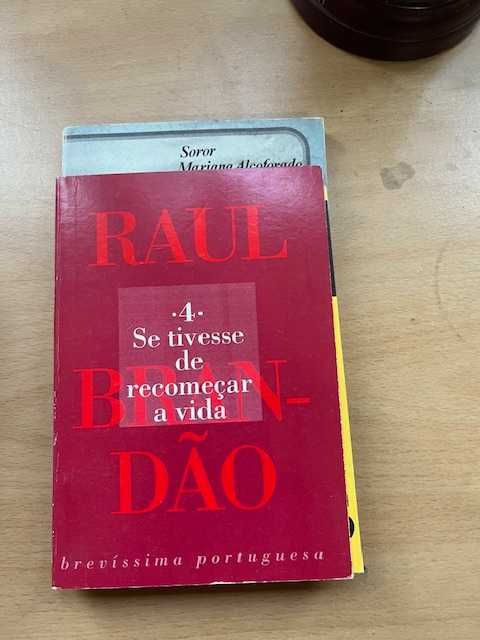 Soror
Mariana Alcoforado
RAUL
·4·
Se tivesse
de
recomeçar
a vida
BRAN-
DÃO
brevíssima portuguesa